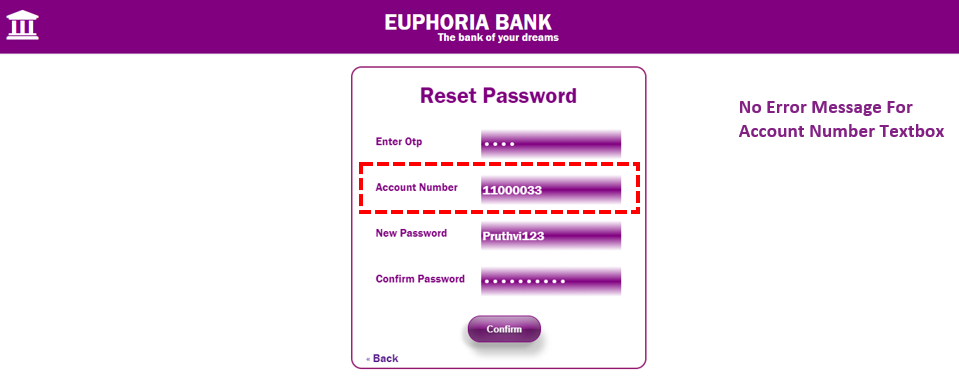 EUPHORIA BANK
The bank of your dreams
Reset Password
No Error Message For
Account Number Textbox
Enter Otp
Account Number 11000033
New Password Pruthvi123
Confirm Password
Confirm
« Back